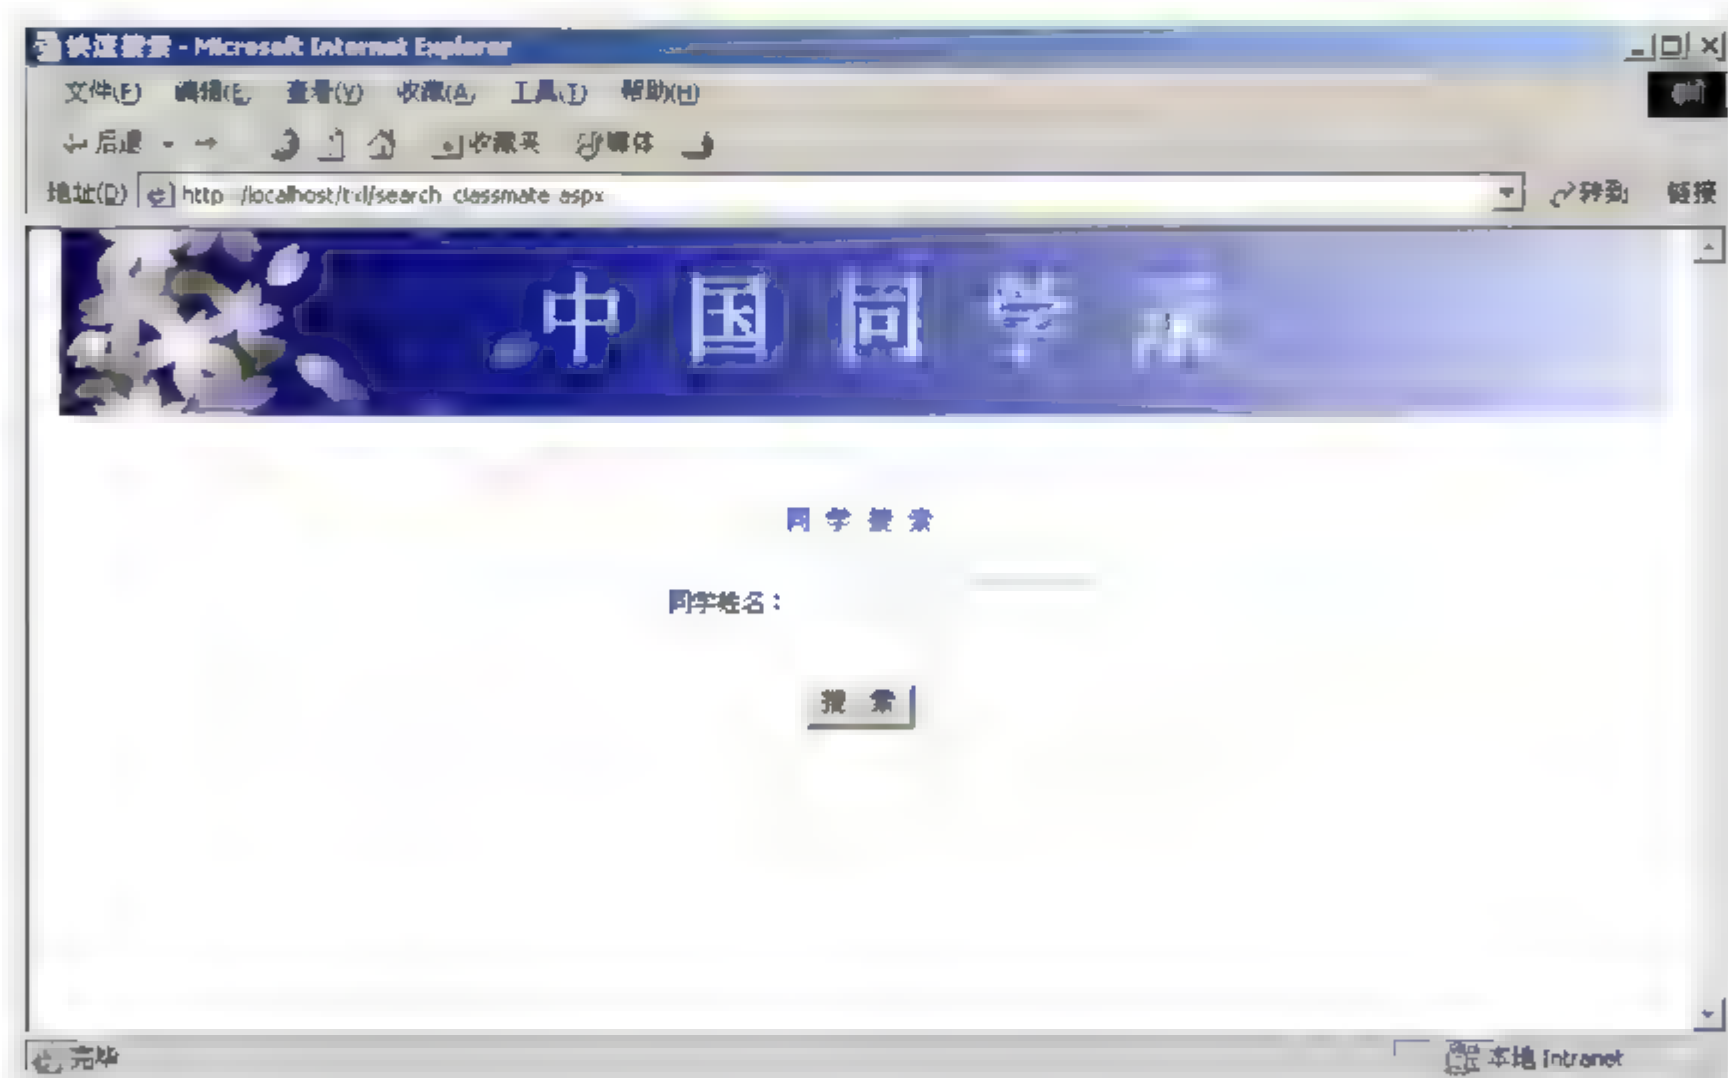 快速搜索 - Microsoft Internet Explorer
文件(F) 编辑(E) 查看(V) 收藏(A) 工具(T) 帮助(H)
后退 收藏夹 媒体
地址(D) http://localhost/txl/search_classmate.aspx 转到 链接
中国同学录
同学搜索
同学姓名：
搜 索
完毕 本地 Intranet